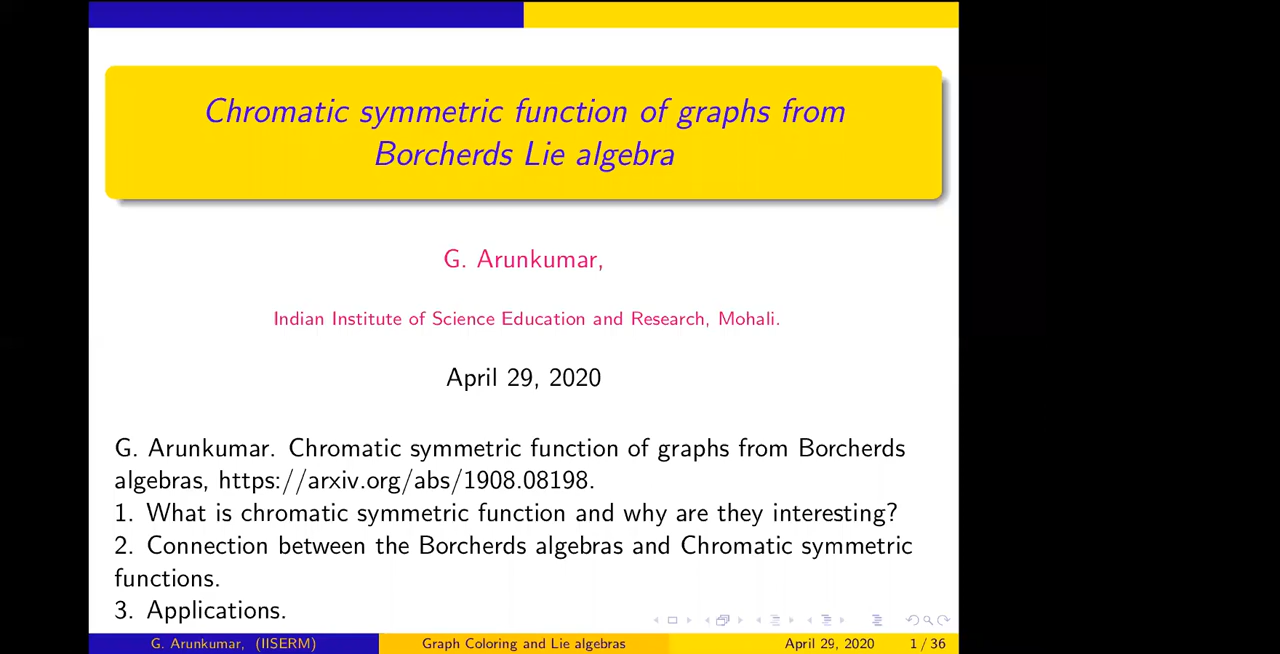 Chromatic symmetric function of graphs from
Borcherds Lie algebra
G. Arunkumar,
Indian Institute of Science Education and Research, Mohali.
April 29, 2020
G. Arunkumar. Chromatic symmetric function of graphs from Borcherds
algebras, https://arxiv.org/abs/1908.08198.
1. What is chromatic symmetric function and why are they interesting?
2. Connection between the Borcherds algebras and Chromatic symmetric
functions.
3. Applications.
G. Arunkumar, (IISERM) Graph Coloring and Lie algebras April 29, 2020 1 / 36